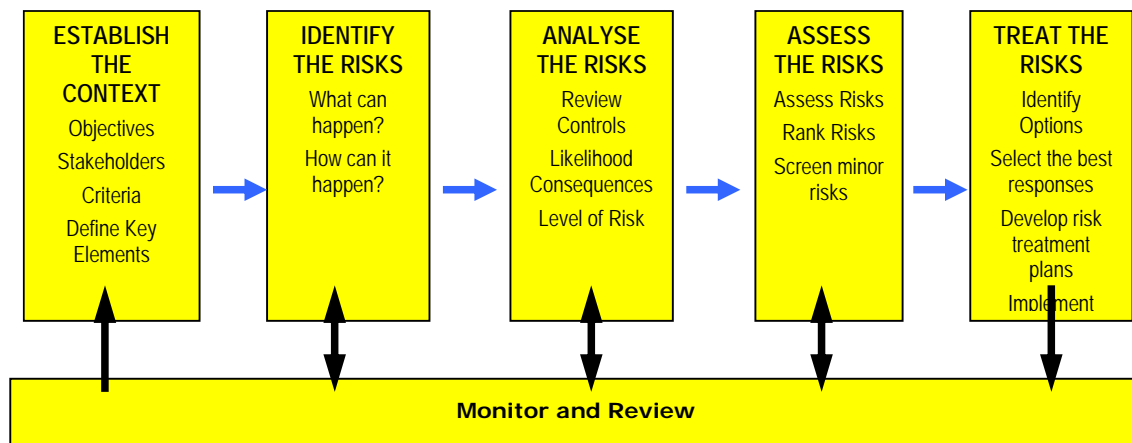 ESTABLISH
THE
CONTEXT
Objectives
Stakeholders
Criteria
Define Key
Elements
IDENTIFY
THE RISKS
What can
happen?
How can it
happen?
ANALYSE
THE RISKS
Review
Controls
Likelihood
Consequences
Level of Risk
ASSESS
THE RISKS
Assess Risks
Rank Risks
Screen minor
risks
TREAT THE
RISKS
Identify
Options
Select the best
responses
Develop risk
treatment
plans
Implement
Monitor and Review